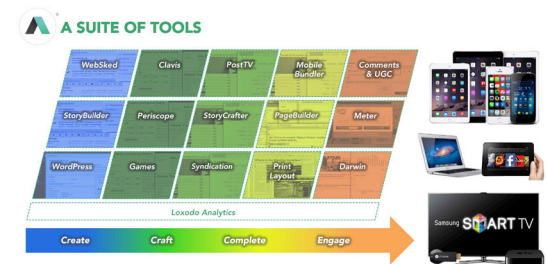 A SUITE OF TOOLS
WebSked Clavis PostTV Mobile Bundler Comments & UGC
StoryBuilder Periscope StoryCrafter PageBuilder Meter
WordPress Games Syndication Print Layout Darwin
Loxodo Analytics
Create Craft Complete Engage
Samsung SMART TV